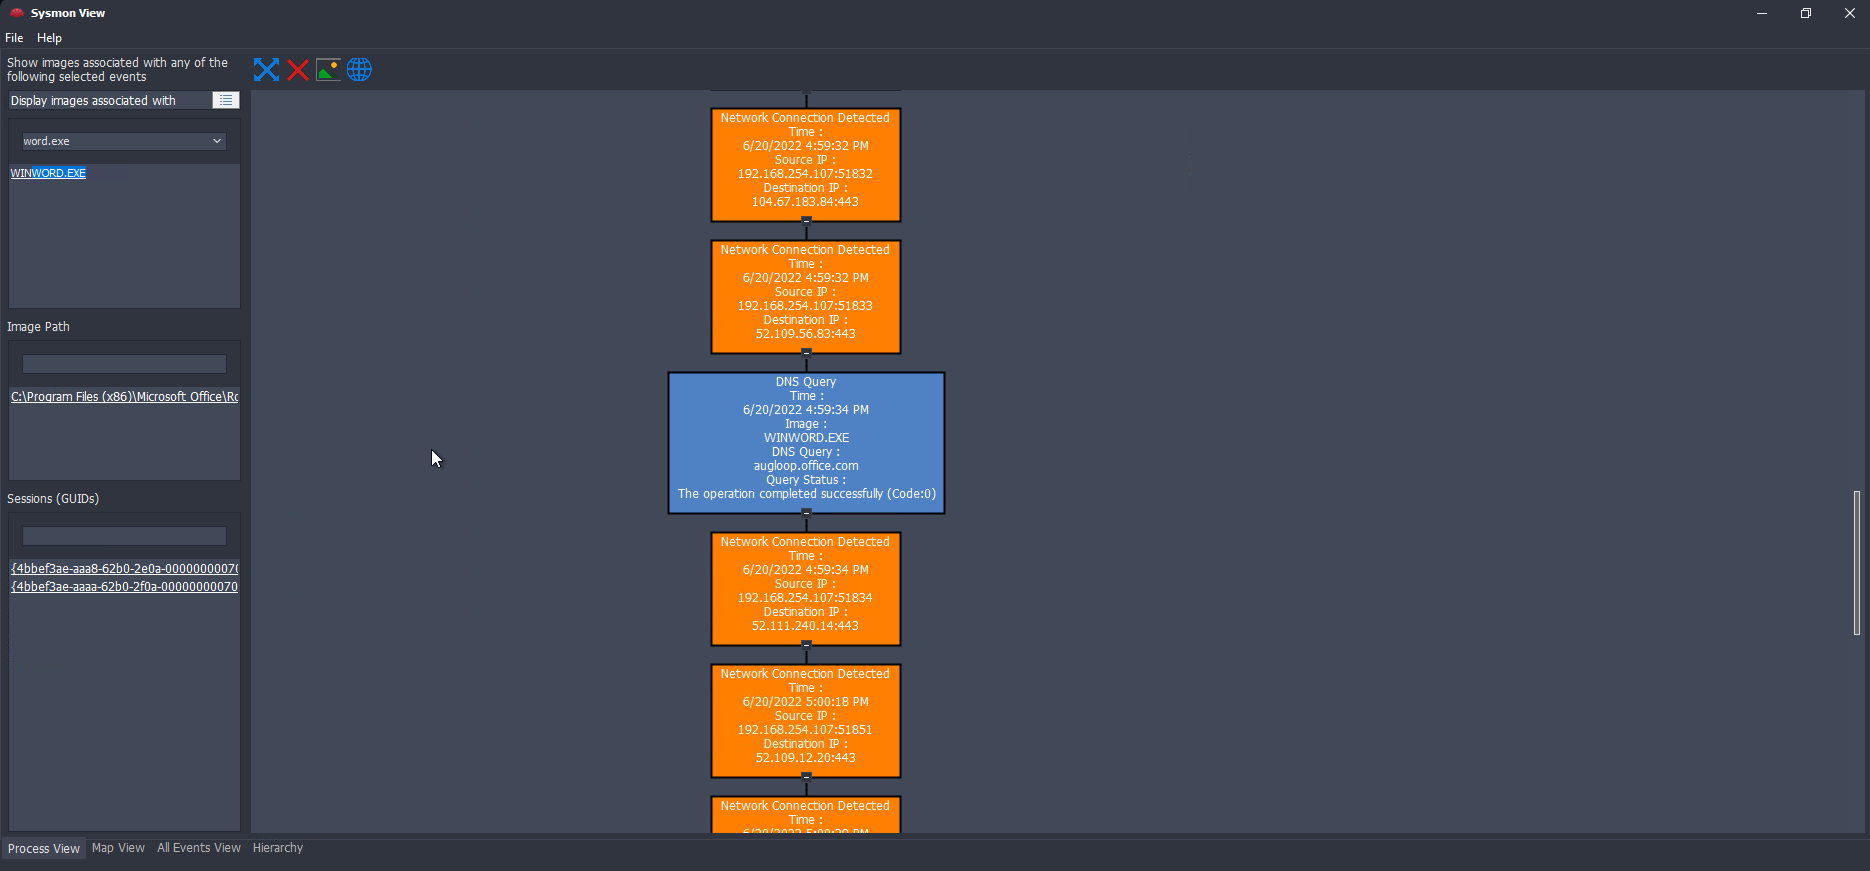 Sysmon View
File Help
Show images associated with any of the
following selected events
Display images associated with
word.exe
WINWORD.EXE
Image Path
C:\Program Files (x86)\Microsoft Office\Ro
Sessions (GUIDs)
{4bbef3ae-aaa8-62b0-2e0a-00000000070
{4bbef3ae-aaaa-62b0-2f0a-00000000070
Network Connection Detected
Time :
6/20/2022 4:59:32 PM
Source IP :
192.168.254.107:51832
Destination IP :
104.67.183.84:443
Network Connection Detected
Time :
6/20/2022 4:59:32 PM
Source IP :
192.168.254.107:51833
Destination IP :
52.109.56.83:443
DNS Query
Time :
6/20/2022 4:59:34 PM
Image :
WINWORD.EXE
DNS Query :
augloop.office.com
Query Status :
The operation completed successfully (Code:0)
Network Connection Detected
Time :
6/20/2022 4:59:34 PM
Source IP :
192.168.254.107:51834
Destination IP :
52.111.240.14:443
Network Connection Detected
Time :
6/20/2022 5:00:18 PM
Source IP :
192.168.254.107:51851
Destination IP :
52.109.12.20:443
Network Connection Detected
Time :
Process View Map View All Events View Hierarchy